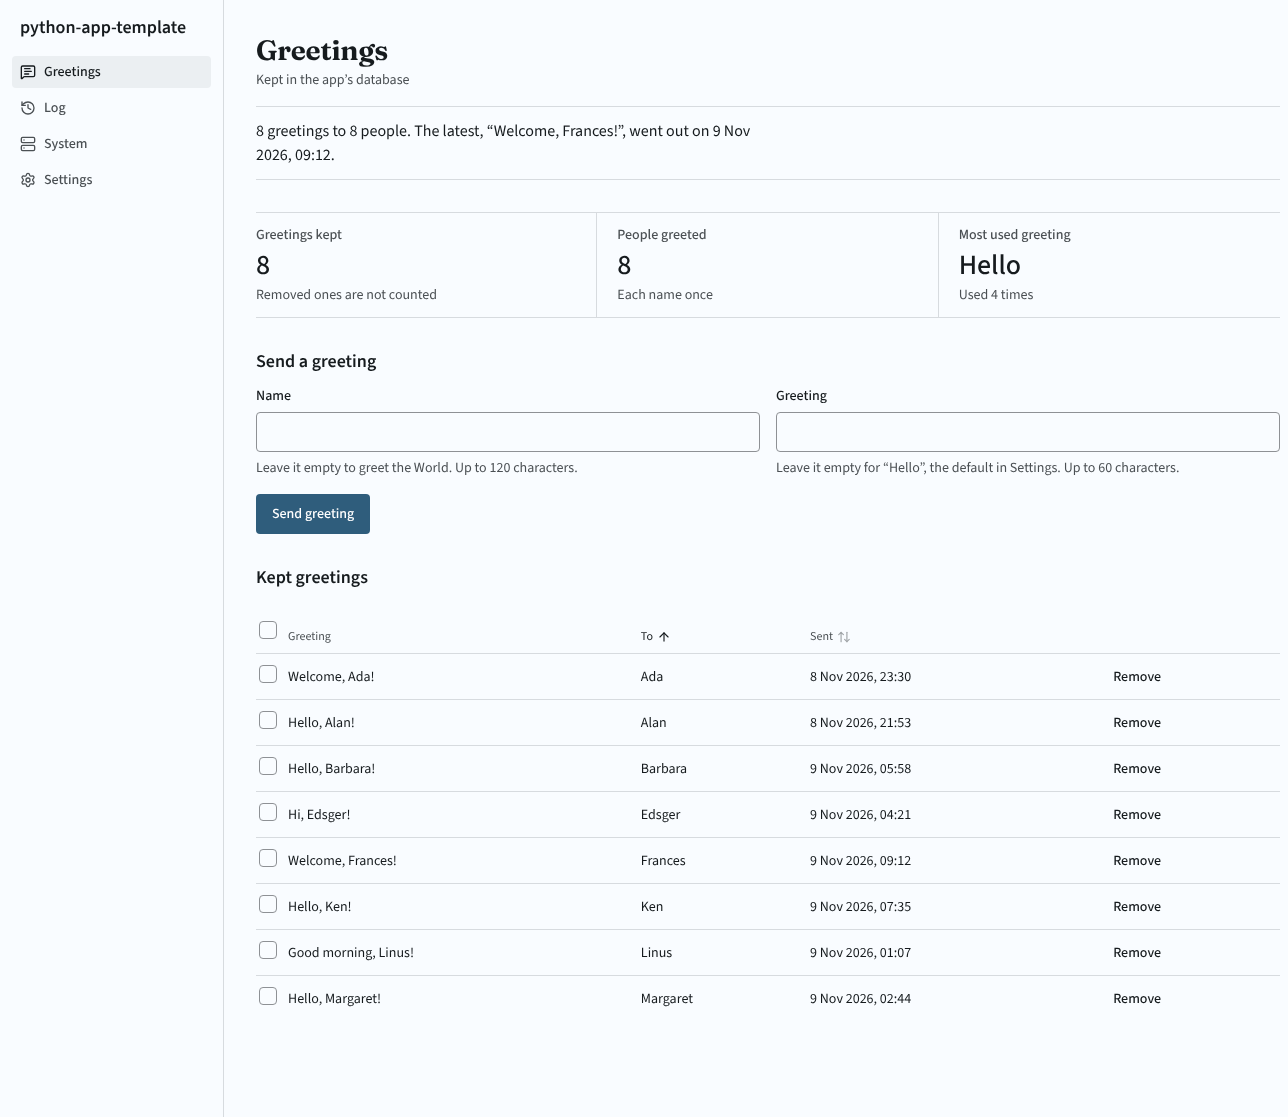 python-app-template
Greetings
Log
System
Settings
Greetings
Kept in the app’s database
8 greetings to 8 people. The latest, “Welcome, Frances!”, went out on 9 Nov
2026, 09:12.
Greetings kept
8
Removed ones are not counted
People greeted
8
Each name once
Most used greeting
Hello
Used 4 times
Send a greeting
Name
Leave it empty to greet the World. Up to 120 characters.
Greeting
Leave it empty for “Hello”, the default in Settings. Up to 60 characters.
Send greeting
Kept greetings
Greeting To Sent
Welcome, Ada! Ada 8 Nov 2026, 23:30 Remove
Hello, Alan! Alan 8 Nov 2026, 21:53 Remove
Hello, Barbara! Barbara 9 Nov 2026, 05:58 Remove
Hi, Edsger! Edsger 9 Nov 2026, 04:21 Remove
Welcome, Frances! Frances 9 Nov 2026, 09:12 Remove
Hello, Ken! Ken 9 Nov 2026, 07:35 Remove
Good morning, Linus! Linus 9 Nov 2026, 01:07 Remove
Hello, Margaret! Margaret 9 Nov 2026, 02:44 Remove